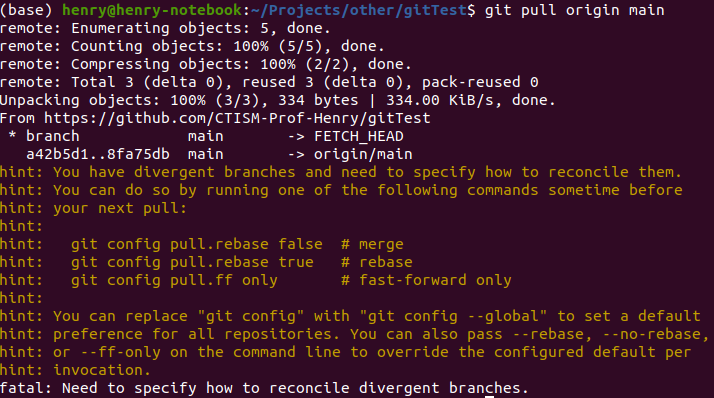 (base) henry@henry-notebook:~/Projects/other/gitTest$ git pull origin main
remote: Enumerating objects: 5, done.
remote: Counting objects: 100% (5/5), done.
remote: Compressing objects: 100% (2/2), done.
remote: Total 3 (delta 0), reused 3 (delta 0), pack-reused 0
Unpacking objects: 100% (3/3), 334 bytes | 334.00 KiB/s, done.
From https://github.com/CTISM-Prof-Henry/gitTest
 * branch            main       -> FETCH_HEAD
   a42b5d1..8fa75db  main       -> origin/main
hint: You have divergent branches and need to specify how to reconcile them.
hint: You can do so by running one of the following commands sometime before
hint: your next pull:
hint:
hint:   git config pull.rebase false  # merge
hint:   git config pull.rebase true   # rebase
hint:   git config pull.ff only       # fast-forward only
hint:
hint: You can replace "git config" with "git config --global" to set a default
hint: preference for all repositories. You can also pass --rebase, --no-rebase,
hint: or --ff-only on the command line to override the configured default per
hint: invocation.
fatal: Need to specify how to reconcile divergent branches.